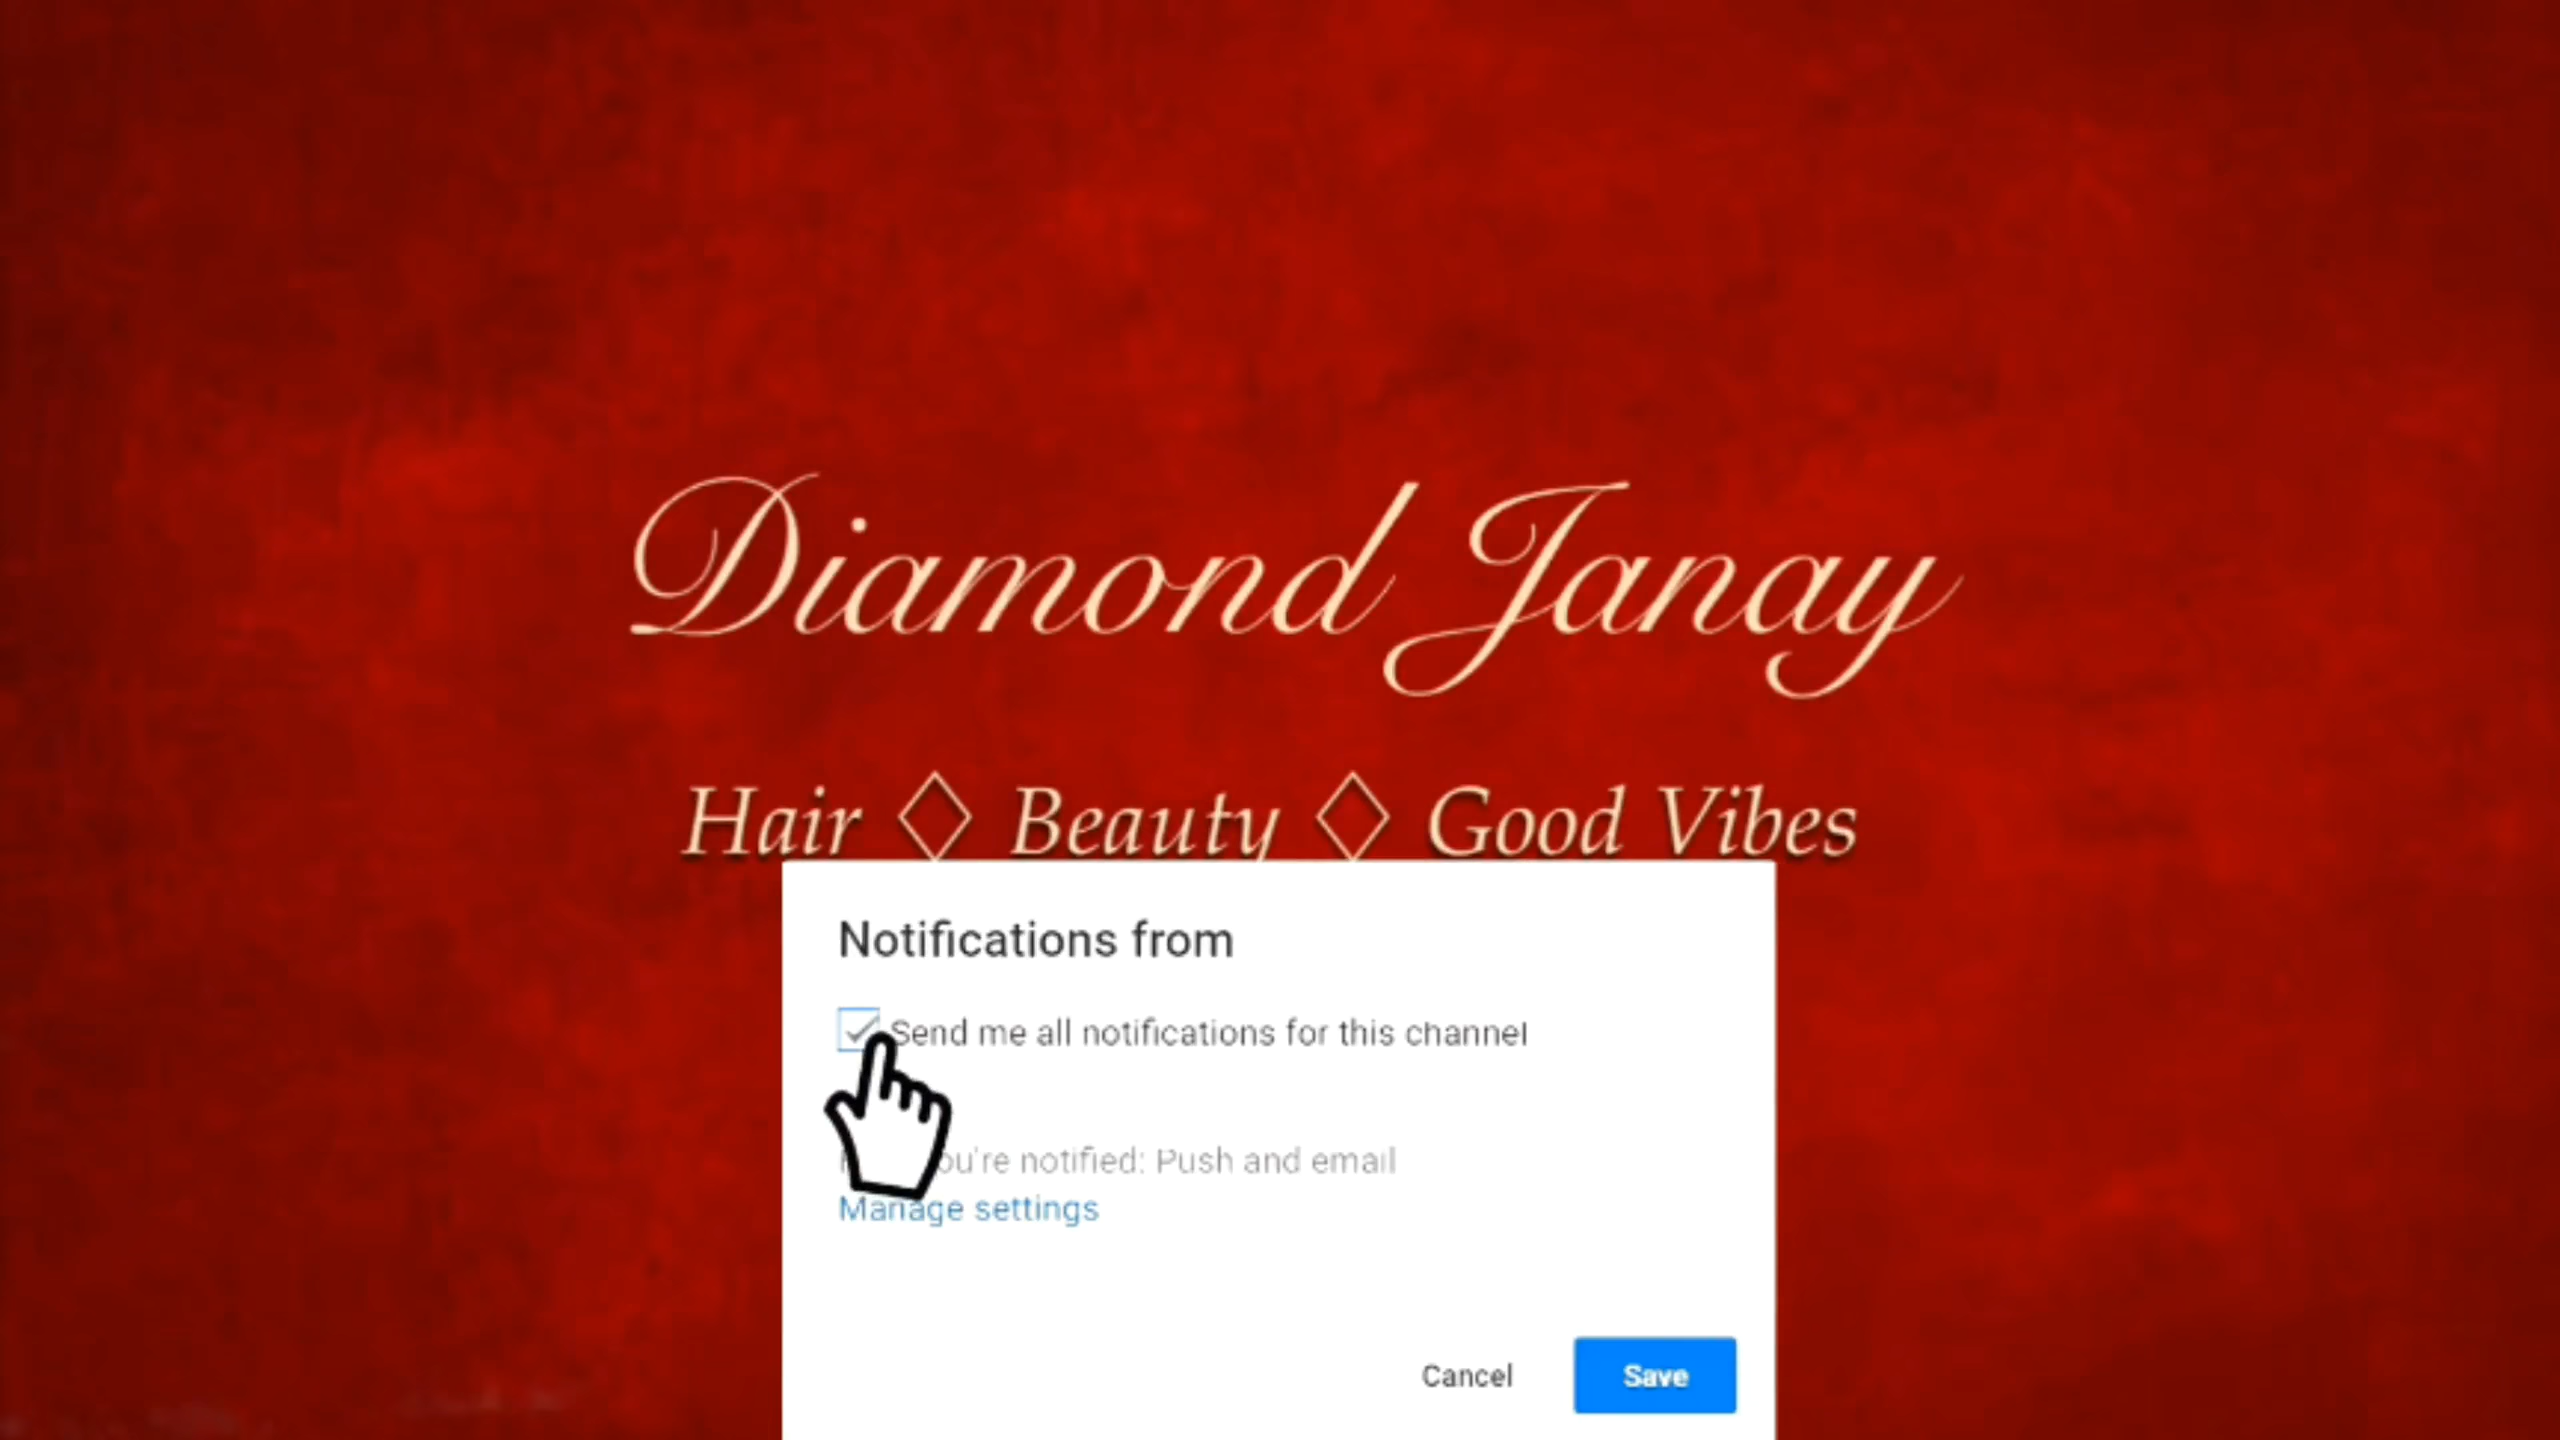 Diamond Janay
Hair ◇ Beauty ◇ Good Vibes
Notifications from
Send me all notifications for this channel
you're notified: Push and email
Manage settings
Cancel
Save